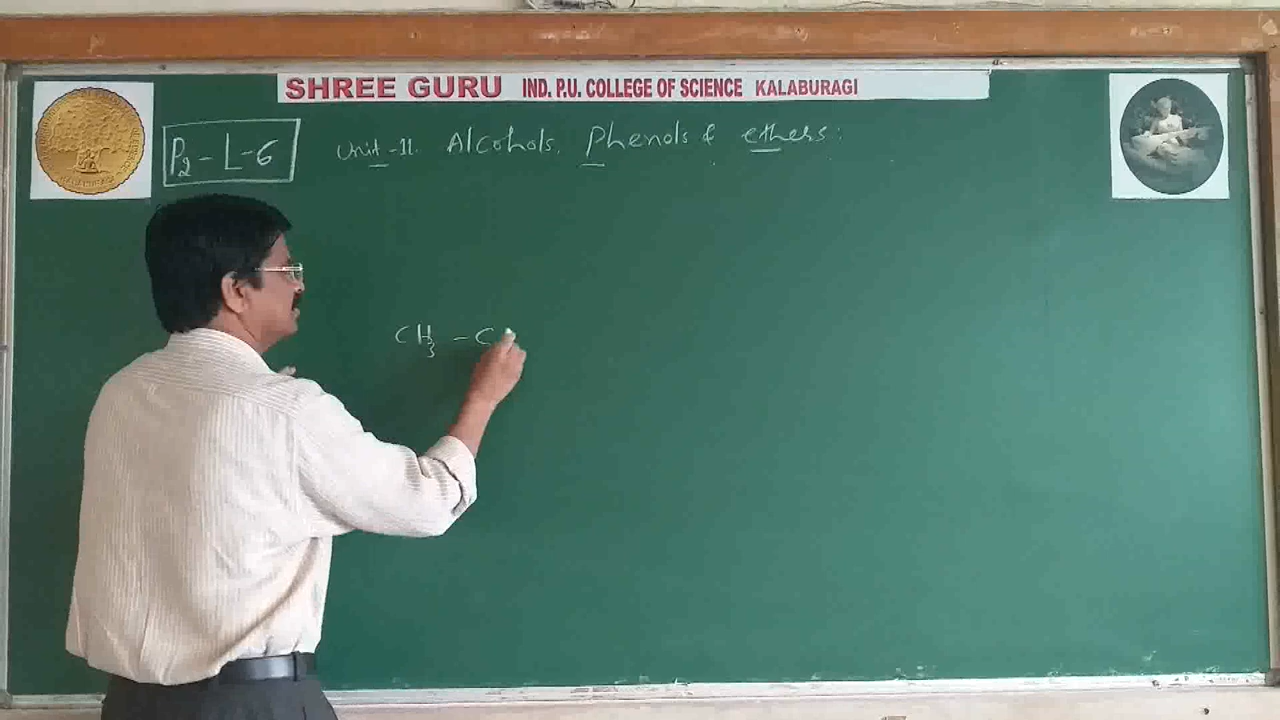 SHREE GURU IND. P.U. COLLEGE OF SCIENCE KALABURAGI
P2-L-6
Unit-11. Alcohols, Phenols & ethers:
CH3 - C